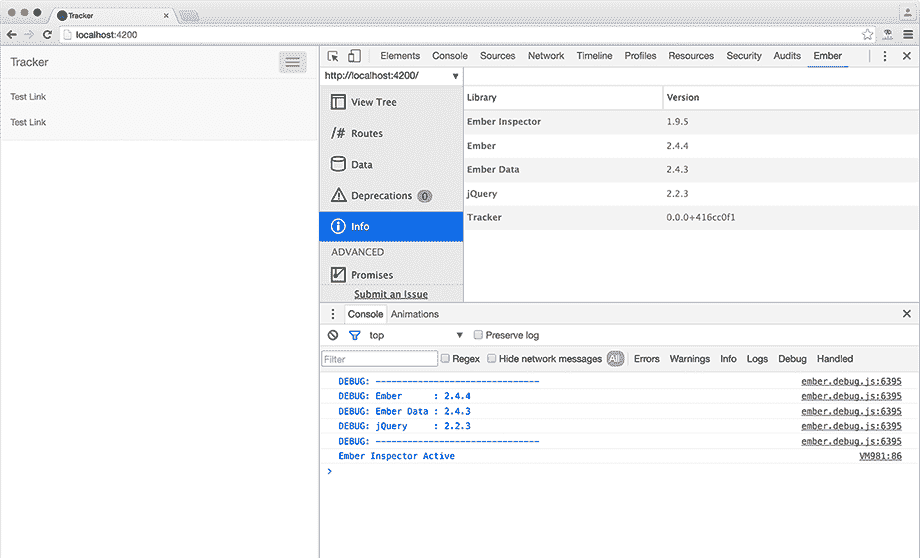 Tracker
localhost:4200
Tracker
Test Link
Test Link
Elements Console Sources Network Timeline Profiles Resources Security Audits Ember
http://localhost:4200/
View Tree
/# Routes
Data
Deprecations 0
Info
ADVANCED
Promises
Submit an Issue
Library Version
Ember Inspector 1.9.5
Ember 2.4.4
Ember Data 2.4.3
jQuery 2.2.3
Tracker 0.0.0+416cc0f1
Console Animations
top Preserve log
Filter Regex Hide network messages All Errors Warnings Info Logs Debug Handled
DEBUG: ------------------------------- ember.debug.js:6395
DEBUG: Ember      : 2.4.4 ember.debug.js:6395
DEBUG: Ember Data : 2.4.3 ember.debug.js:6395
DEBUG: jQuery     : 2.2.3 ember.debug.js:6395
DEBUG: ------------------------------- ember.debug.js:6395
Ember Inspector Active VM981:86
>